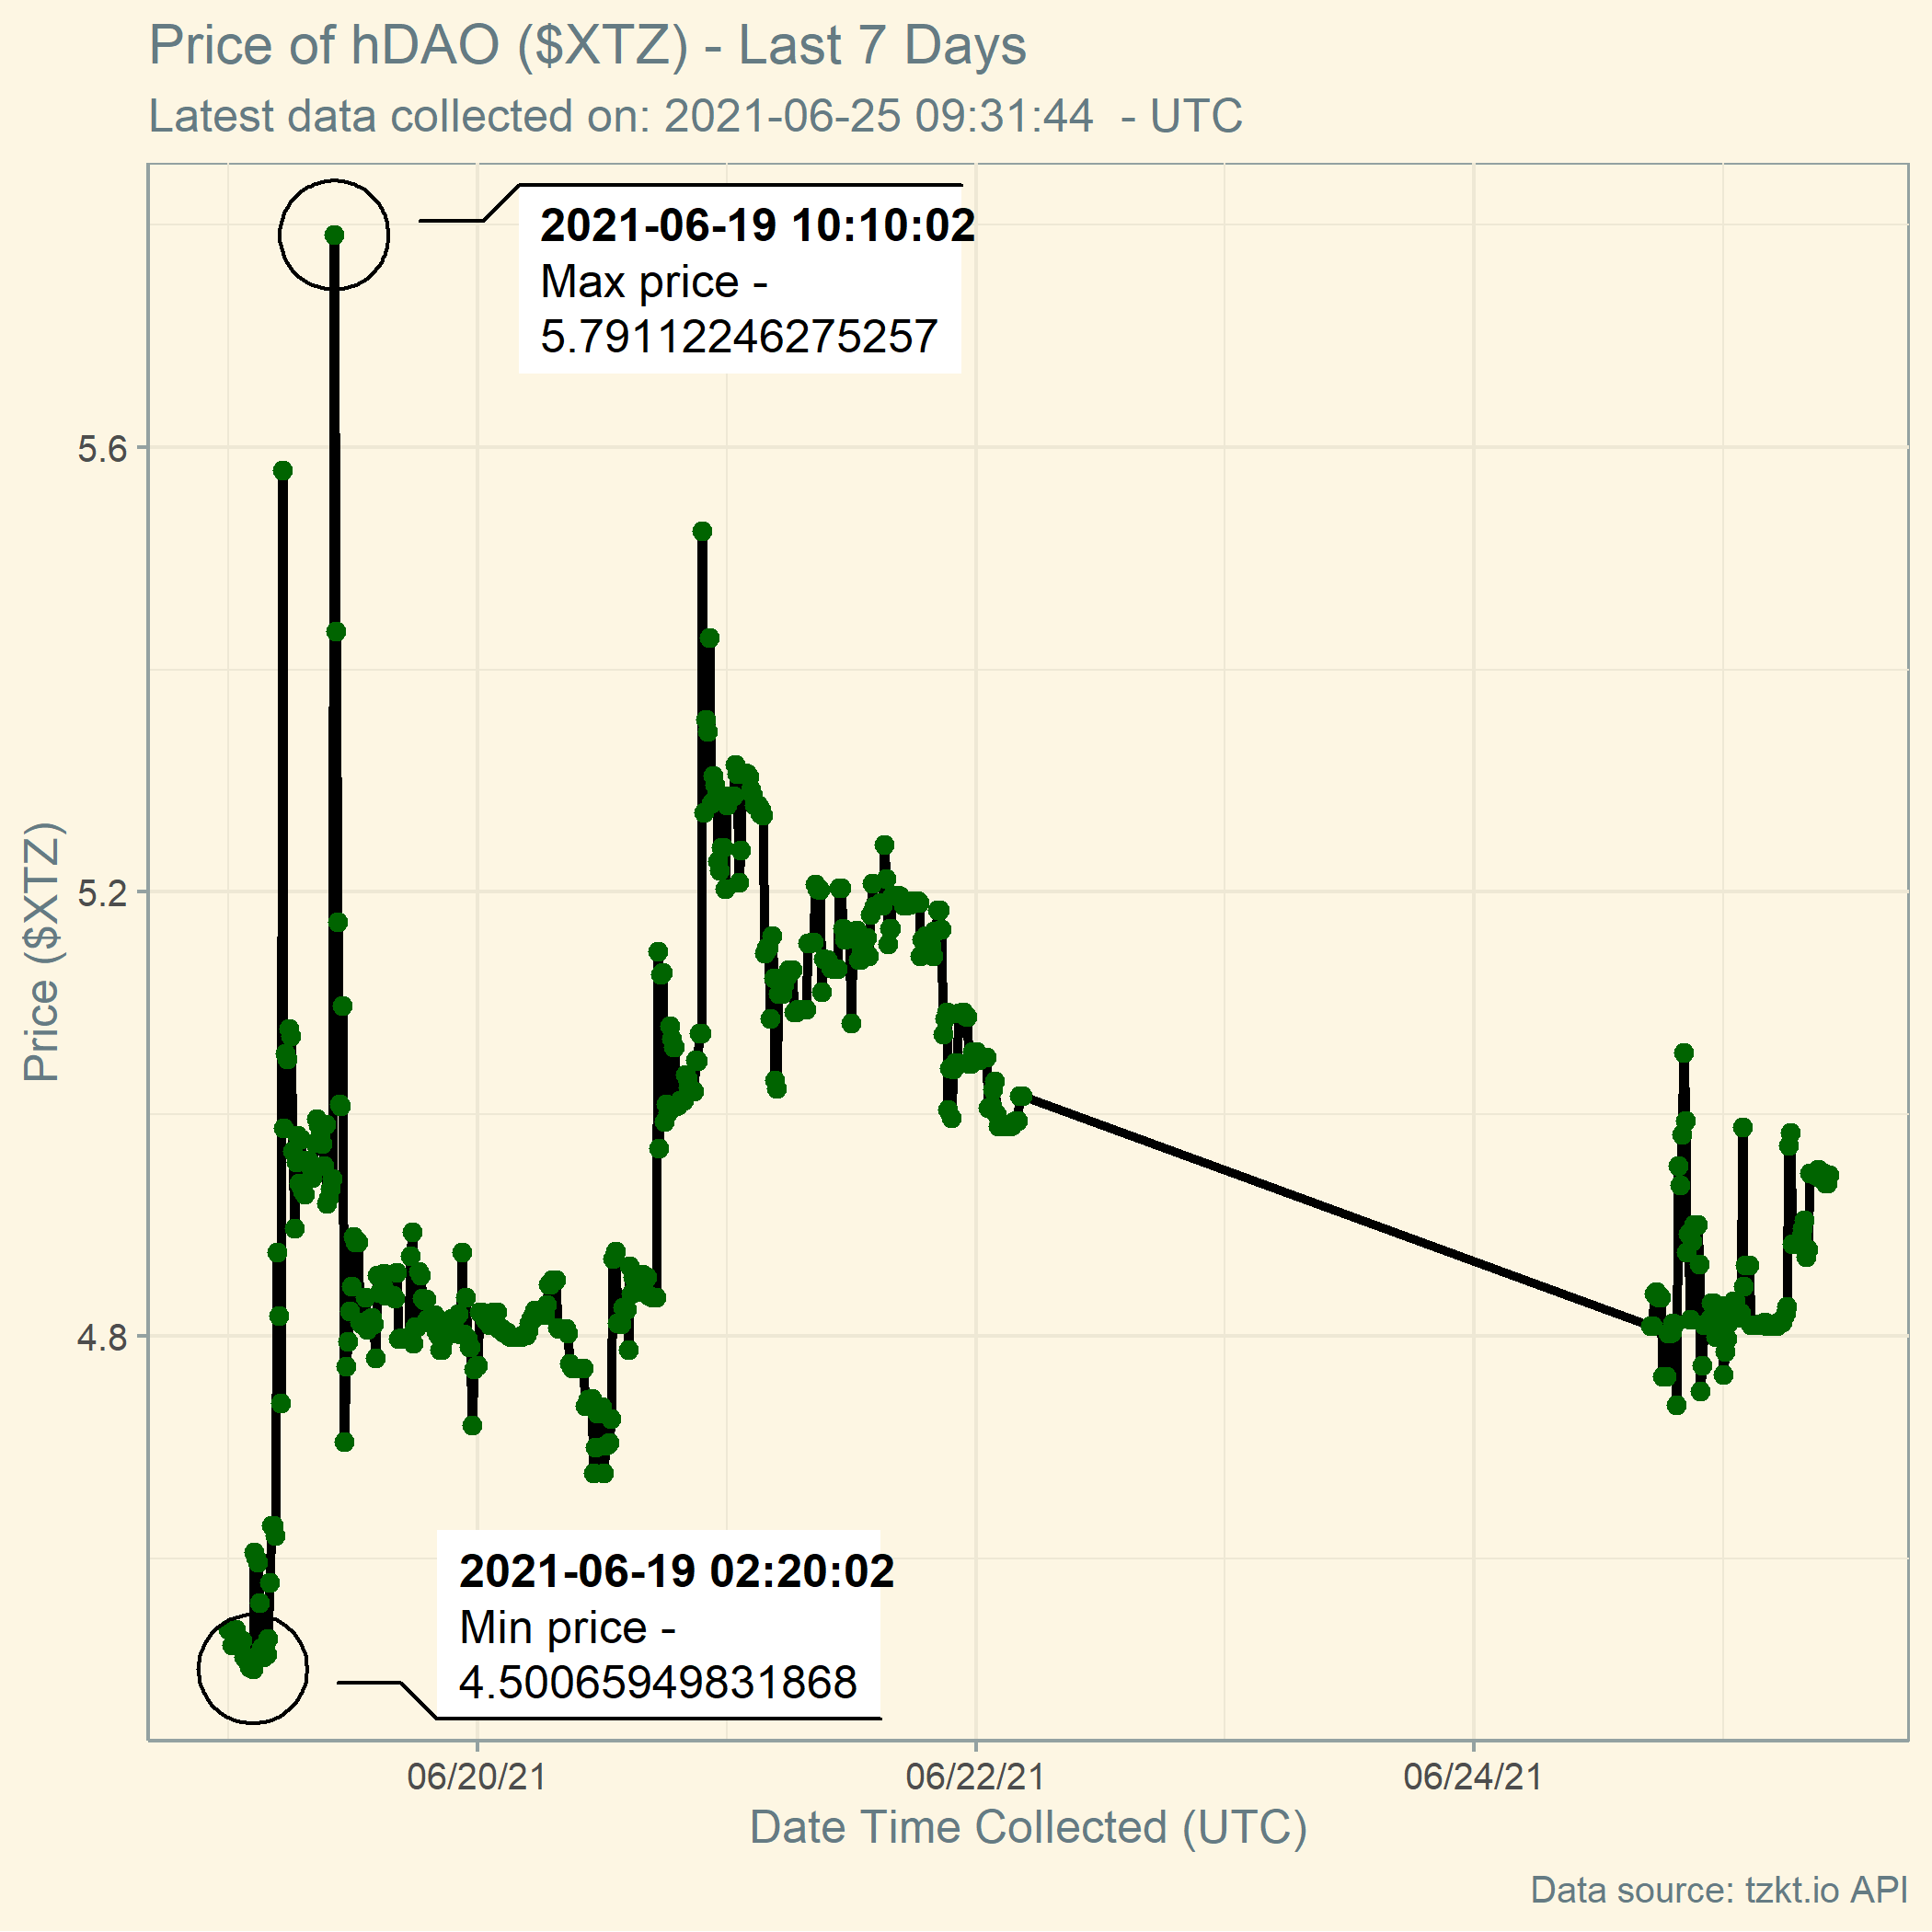 Price of hDAO ($XTZ) - Last 7 Days
Latest data collected on: 2021-06-25 09:31:44  - UTC
2021-06-19 10:10:02
Max price -
5.79112246275257
5.6
5.2
4.8
Price ($XTZ)
2021-06-19 02:20:02
Min price -
4.50065949831868
06/20/21
06/22/21
06/24/21
Date Time Collected (UTC)
Data source: tzkt.io API